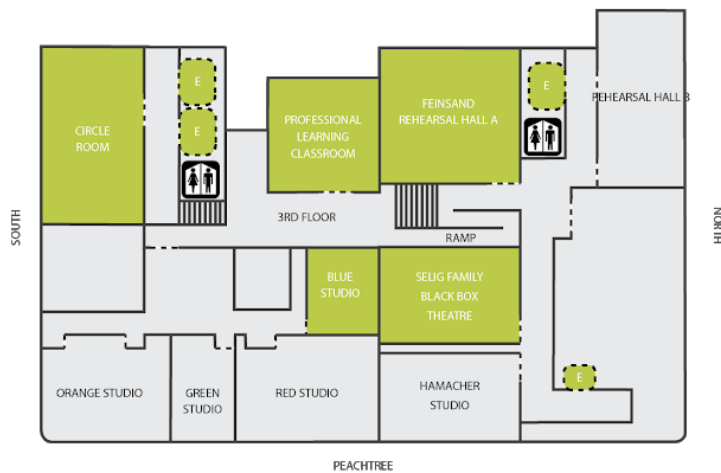 CIRCLE
ROOM
E
E
PROFESSIONAL
LEARNING
CLASSROOM
FEINSAND
REHEARSAL HALL A
E
REHEARSAL HALL B
SOUTH
3RD FLOOR
RAMP
NORTH
BLUE
STUDIO
SELIG FAMILY
BLACK BOX
THEATRE
ORANGE STUDIO
GREEN
STUDIO
RED STUDIO
HAMACHER
STUDIO
E
PEACHTREE